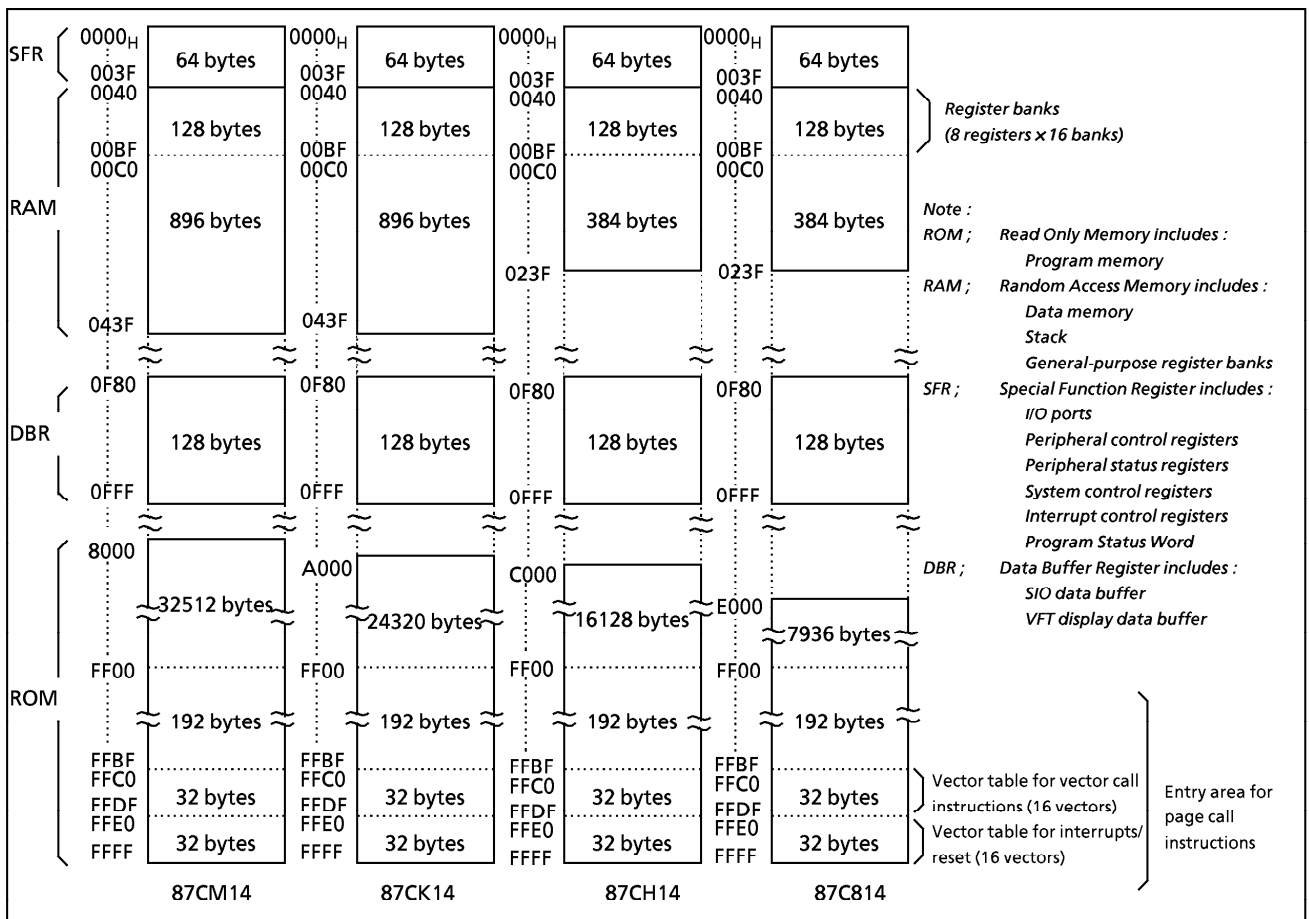 SFR
RAM
DBR
ROM
0000H
003F
0040
00BF
00C0
043F
0F80
0FFF
8000
FF00
FFBF
FFC0
FFDF
FFE0
FFFF
64 bytes
128 bytes
896 bytes
128 bytes
32512 bytes
192 bytes
32 bytes
32 bytes
87CM14
0000H
003F
0040
00BF
00C0
043F
0F80
0FFF
A000
FF00
FFBF
FFC0
FFDF
FFE0
FFFF
64 bytes
128 bytes
896 bytes
128 bytes
24320 bytes
192 bytes
32 bytes
32 bytes
87CK14
0000H
003F
0040
00BF
00C0
023F
0F80
0FFF
C000
FF00
FFBF
FFC0
FFDF
FFE0
FFFF
64 bytes
128 bytes
384 bytes
128 bytes
16128 bytes
192 bytes
32 bytes
32 bytes
87CH14
0000H
003F
0040
00BF
00C0
023F
0F80
0FFF
E000
FF00
FFBF
FFC0
FFDF
FFE0
FFFF
64 bytes
128 bytes
384 bytes
128 bytes
7936 bytes
192 bytes
32 bytes
32 bytes
87C814
Register banks
(8 registers × 16 banks)
Note :
ROM ; Read Only Memory includes :
Program memory
RAM ; Random Access Memory includes :
Data memory
Stack
General-purpose register banks
SFR ; Special Function Register includes :
I/O ports
Peripheral control registers
Peripheral status registers
System control registers
Interrupt control registers
Program Status Word
DBR ; Data Buffer Register includes :
SIO data buffer
VFT display data buffer
Vector table for vector call
instructions (16 vectors)
Vector table for interrupts/
reset (16 vectors)
Entry area for
page call
instructions